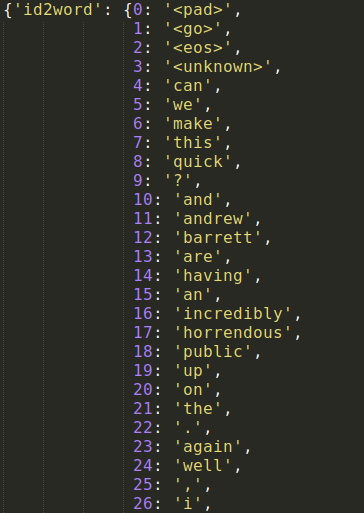 {'id2word': {0: '<pad>',
1: '<go>',
2: '<eos>',
3: '<unknown>',
4: 'can',
5: 'we',
6: 'make',
7: 'this',
8: 'quick',
9: '?',
10: 'and',
11: 'andrew',
12: 'barrett',
13: 'are',
14: 'having',
15: 'an',
16: 'incredibly',
17: 'horrendous',
18: 'public',
19: 'up',
20: 'on',
21: 'the',
22: '.',
23: 'again',
24: 'well',
25: ',',
26: 'i',